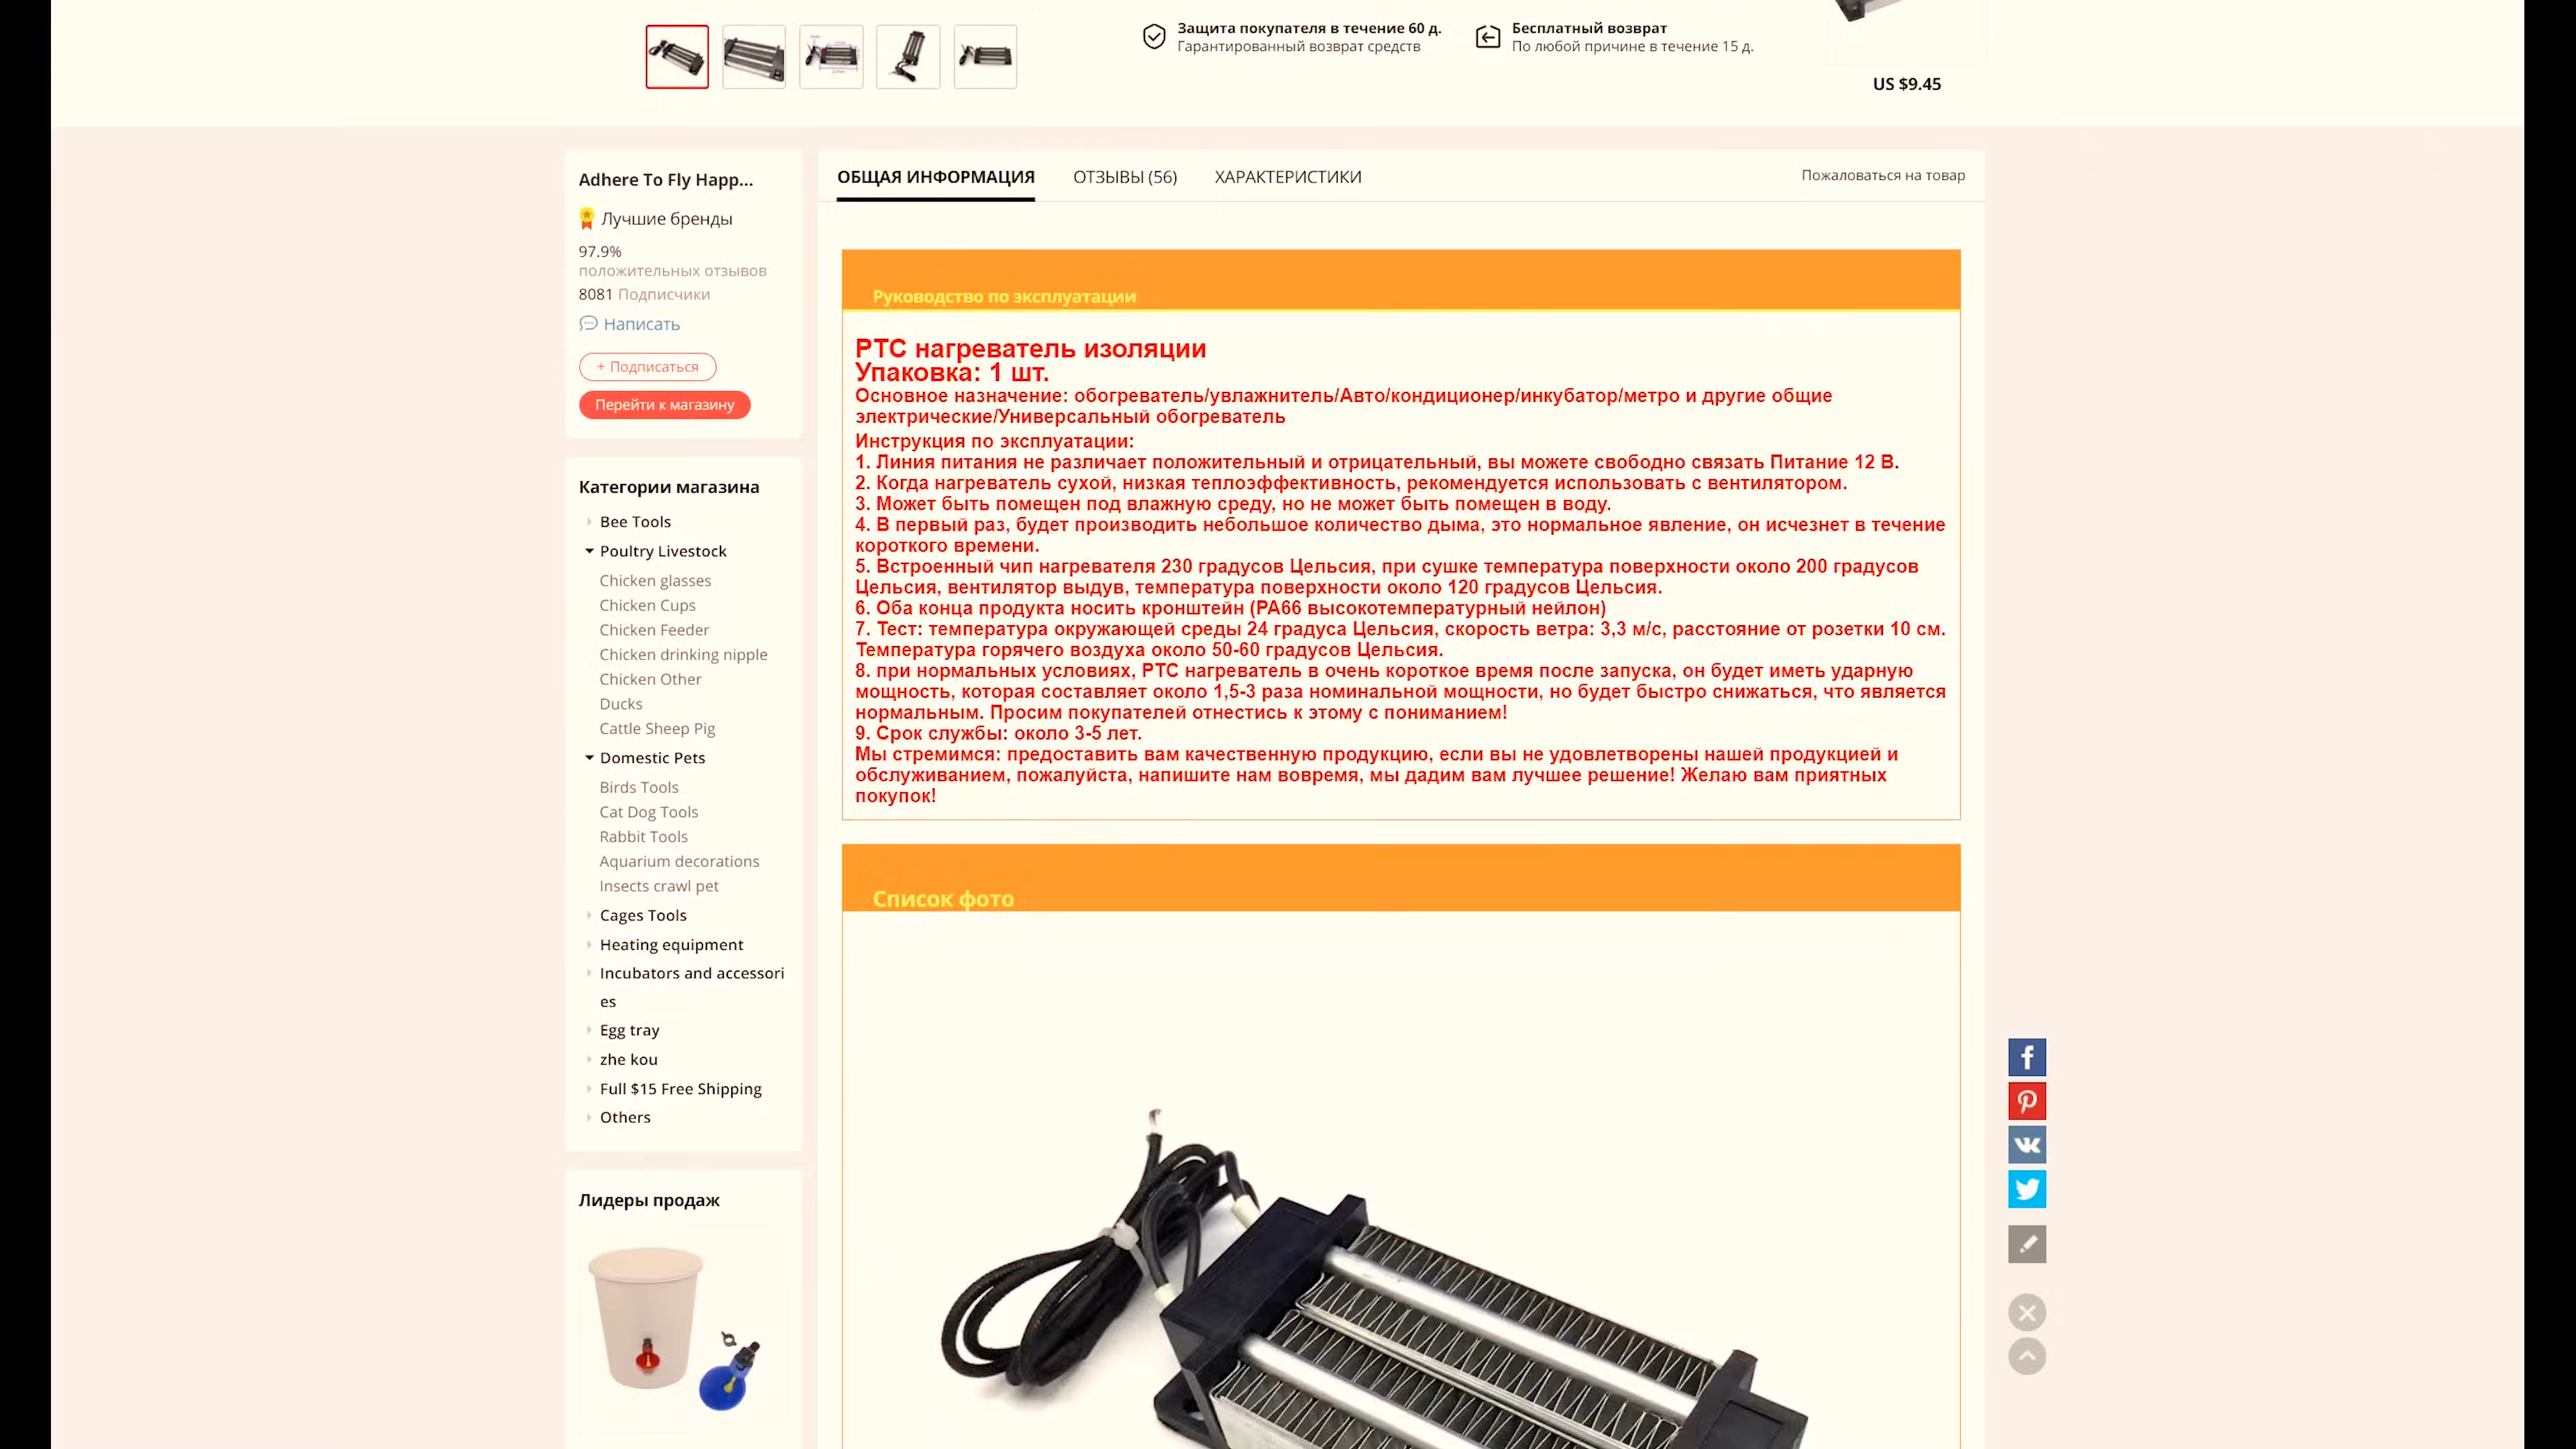 Защита покупателя в течение 60 д.
Гарантированный возврат средств
Бесплатный возврат
По любой причине в течение 15 д.
US $9.45
Adhere To Fly Happ...
Лучшие бренды
97.9%
положительных отзывов
8081 Подписчики
Написать
+ Подписаться
Перейти к магазину
Категории магазина
Bee Tools
Poultry Livestock
Chicken glasses
Chicken Cups
Chicken Feeder
Chicken drinking nipple
Chicken Other
Ducks
Cattle Sheep Pig
Domestic Pets
Birds Tools
Cat Dog Tools
Rabbit Tools
Aquarium decorations
Insects crawl pet
Cages Tools
Heating equipment
Incubators and accessori
es
Egg tray
zhe kou
Full $15 Free Shipping
Others
Лидеры продаж
ОБЩАЯ ИНФОРМАЦИЯ
ОТЗЫВЫ (56)
ХАРАКТЕРИСТИКИ
Пожаловаться на товар
Руководство по эксплуатации
PTC нагреватель изоляции
Упаковка: 1 шт.
Основное назначение: обогреватель/увлажнитель/Авто/кондиционер/инкубатор/метро и другие общие
электрические/Универсальный обогреватель
Инструкция по эксплуатации:
1. Линия питания не различает положительный и отрицательный, вы можете свободно связать Питание 12 В.
2. Когда нагреватель сухой, низкая теплоэффективность, рекомендуется использовать с вентилятором.
3. Может быть помещен под влажную среду, но не может быть помещен в воду.
4. В первый раз, будет производить небольшое количество дыма, это нормальное явление, он исчезнет в течение
короткого времени.
5. Встроенный чип нагревателя 230 градусов Цельсия, при сушке температура поверхности около 200 градусов
Цельсия, вентилятор выдув, температура поверхности около 120 градусов Цельсия.
6. Оба конца продукта носить кронштейн (PA66 высокотемпературный нейлон)
7. Тест: температура окружающей среды 24 градуса Цельсия, скорость ветра: 3,3 м/с, расстояние от розетки 10 см.
Температура горячего воздуха около 50-60 градусов Цельсия.
8. при нормальных условиях, PTC нагреватель в очень короткое время после запуска, он будет иметь ударную
мощность, которая составляет около 1,5-3 раза номинальной мощности, но будет быстро снижаться, что является
нормальным. Просим покупателей отнестись к этому с пониманием!
9. Срок службы: около 3-5 лет.
Мы стремимся: предоставить вам качественную продукцию, если вы не удовлетворены нашей продукцией и
обслуживанием, пожалуйста, напишите нам вовремя, мы дадим вам лучшее решение! Желаю вам приятных
покупок!
Список фото